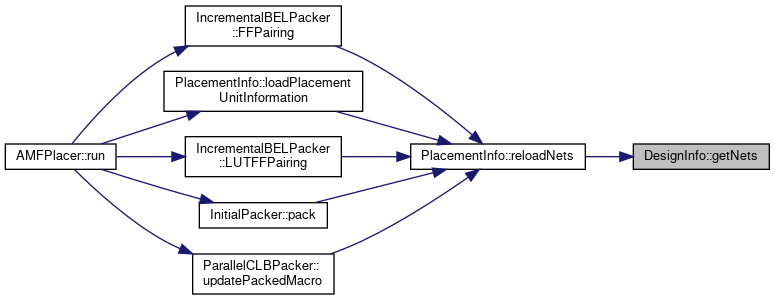 IncrementalBELPacker
::FFPairing
PlacementInfo::loadPlacement
UnitInformation
AMFPlacer::run
IncrementalBELPacker
::LUTFFPairing
PlacementInfo::reloadNets
DesignInfo::getNets
InitialPacker::pack
ParallelCLBPacker::
updatePackedMacro